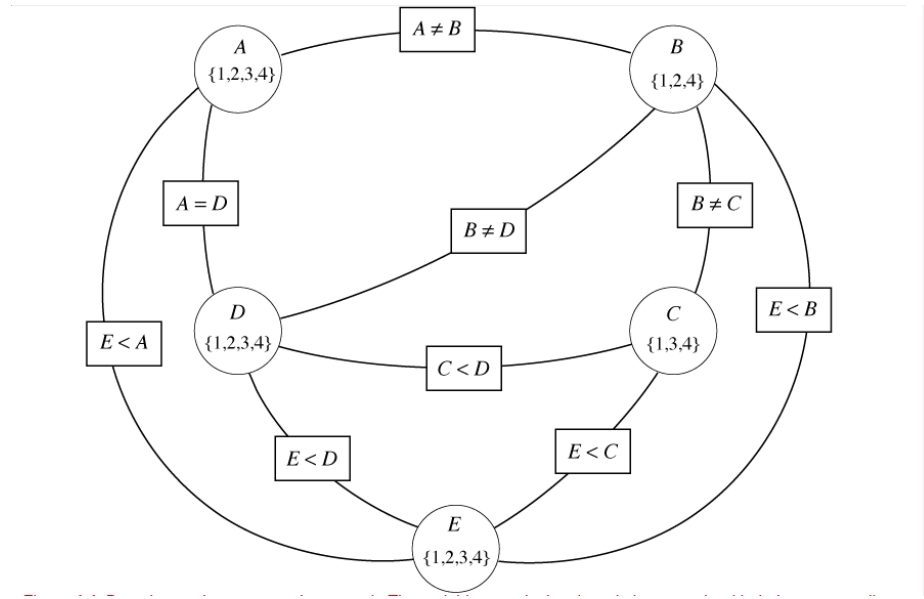 A ≠ B
A
{1,2,3,4}
B
{1,2,4}
A = D
B ≠ D
B ≠ C
E < B
D
{1,2,3,4}
C
{1,3,4}
E < A
C < D
E < D
E < C
E
{1,2,3,4}